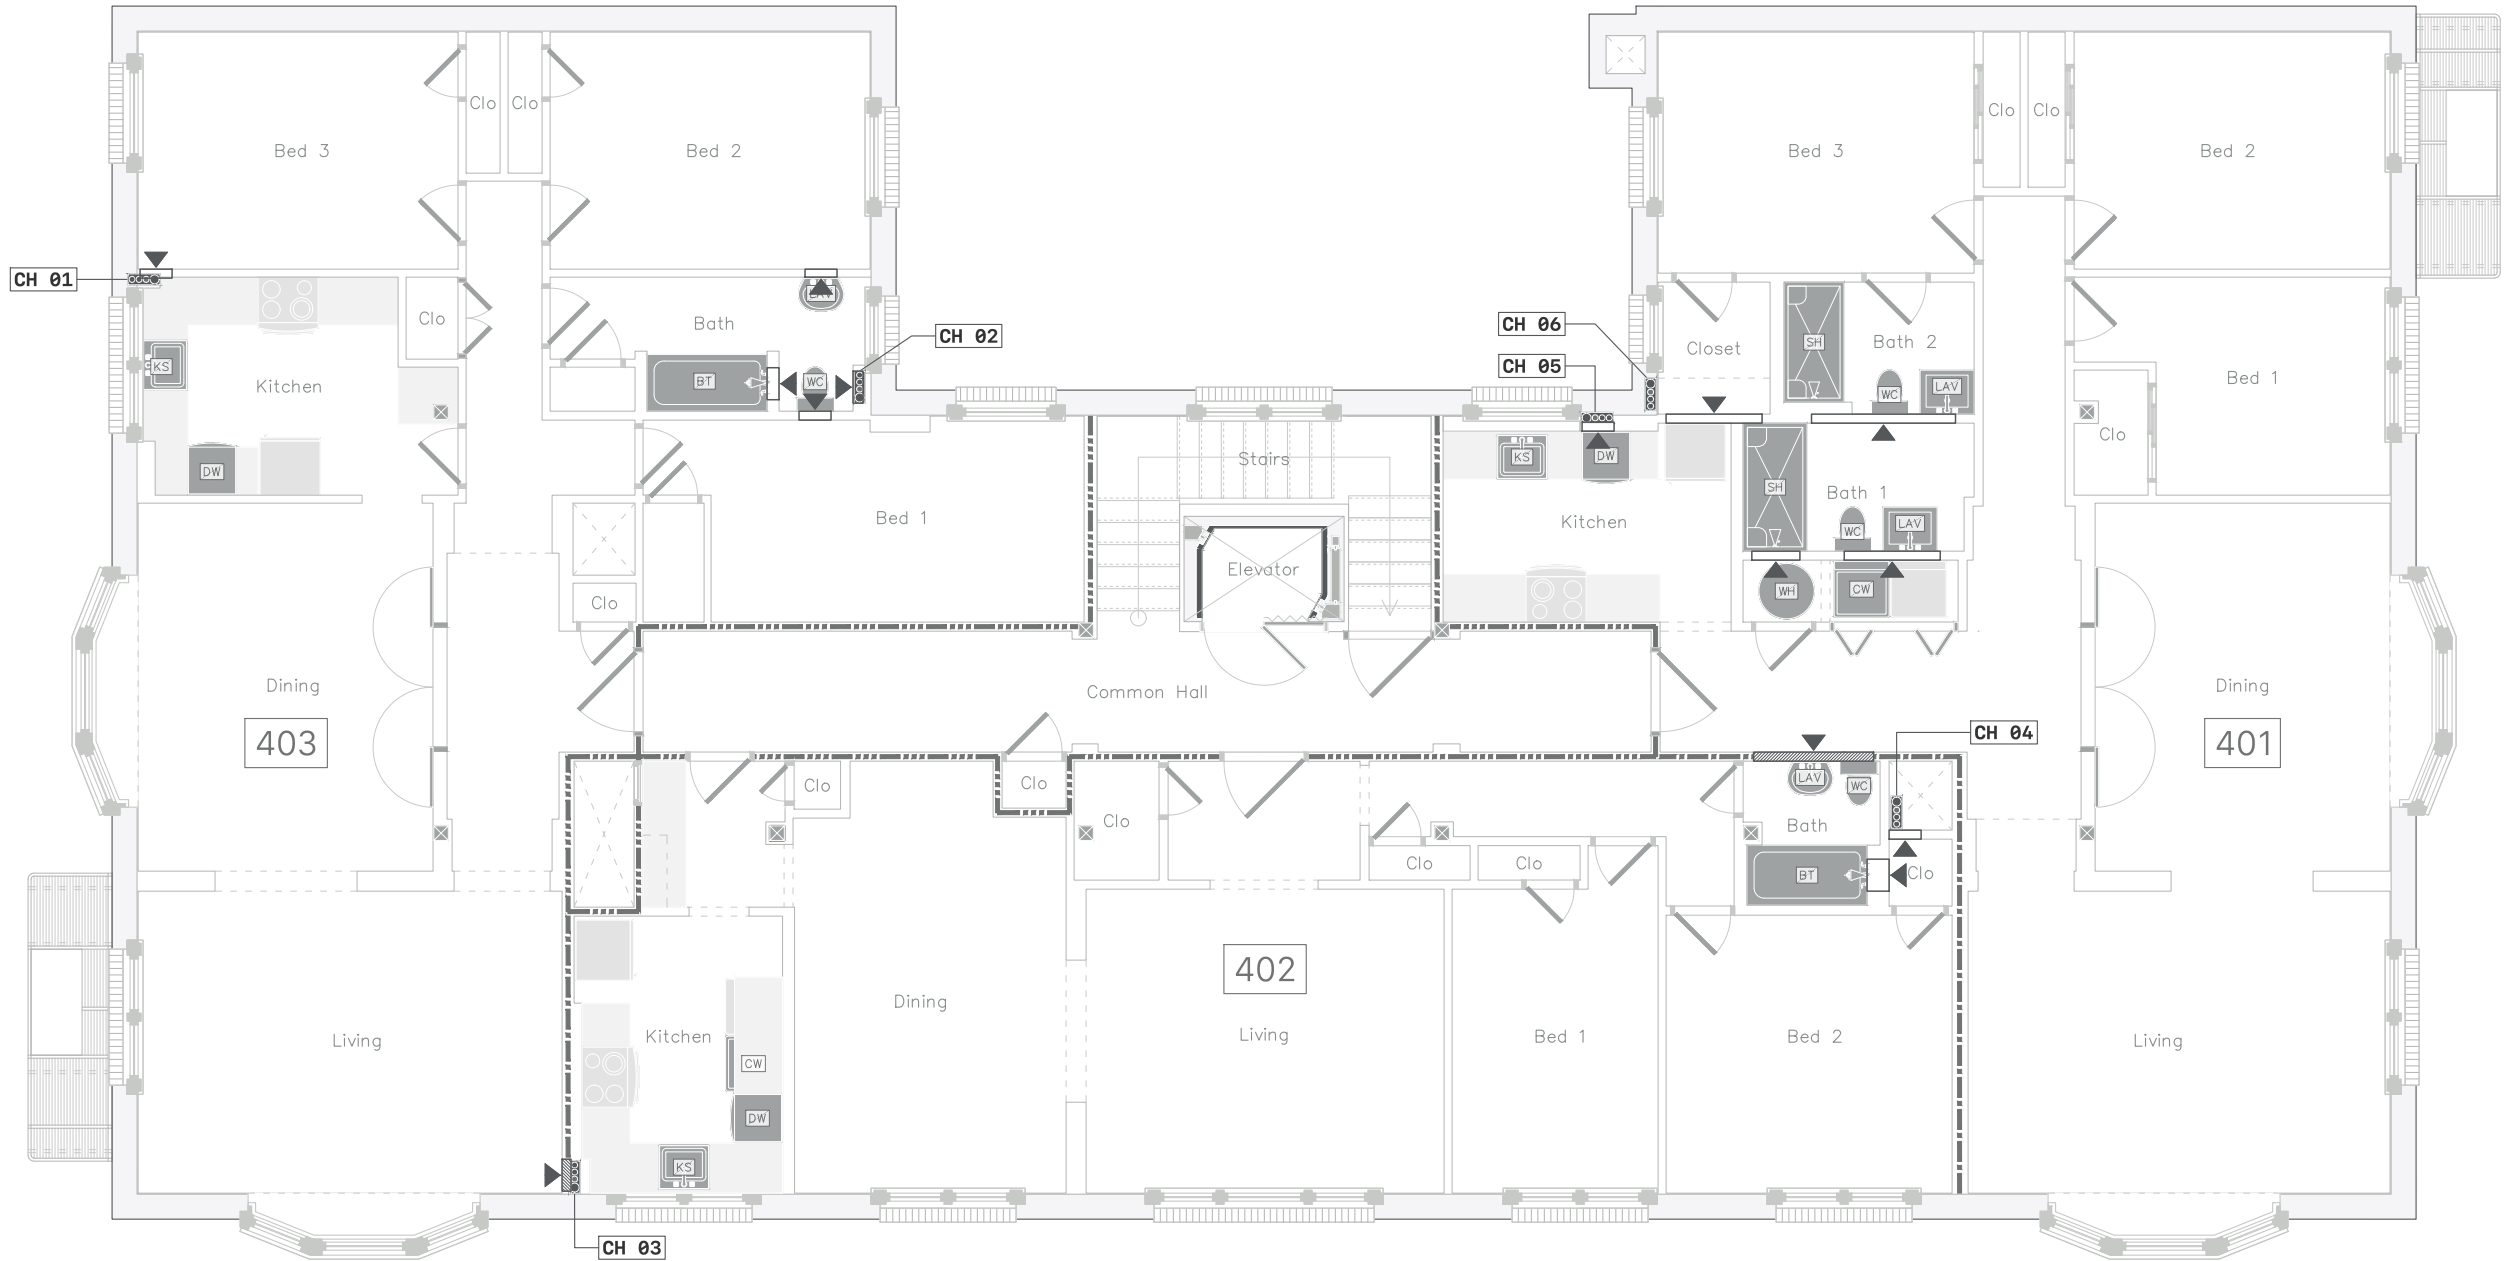 Clo
Clo
Clo
Clo
Bed 3
Bed 2
Bed 3
Bed 2
CH 01
Clo
Bath
LAV
CH 02
CH 06
CH 05
Closet
SH
Bath 2
KS
Kitchen
BT
WC
WC
LAV
Bed 1
DW
Bed 1
Stairs
KS
DW
Clo
SH
Bath 1
Kitchen
WC
LAV
Elevator
Clo
WH
CW
Dining
Common Hall
Dining
403
CH 04
401
Clo
Clo
LAV
WC
Clo
Bath
Clo
Clo
BT
Clo
402
Dining
Living
Kitchen
Living
Bed 1
Bed 2
Living
CW
DW
KS
CH 03